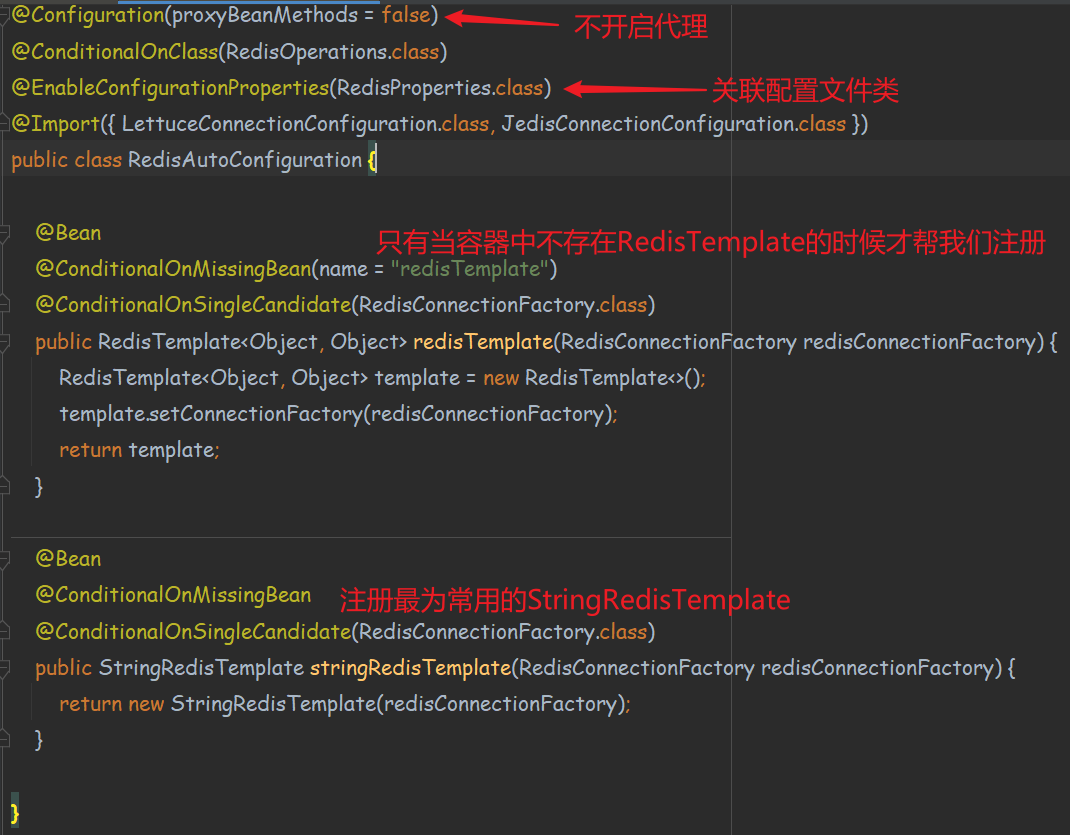 @Configuration(proxyBeanMethods = false) 不开启代理
@ConditionalOnClass(RedisOperations.class)
@EnableConfigurationProperties(RedisProperties.class) 关联配置文件类
@Import({ LettuceConnectionConfiguration.class, JedisConnectionConfiguration.class })
public class RedisAutoConfiguration {
@Bean
只有当容器中不存在RedisTemplate的时候才帮我们注册
@ConditionalOnMissingBean(name = "redisTemplate")
@ConditionalOnSingleCandidate(RedisConnectionFactory.class)
public RedisTemplate<Object, Object> redisTemplate(RedisConnectionFactory redisConnectionFactory) {
RedisTemplate<Object, Object> template = new RedisTemplate<>();
template.setConnectionFactory(redisConnectionFactory);
return template;
}
@Bean
@ConditionalOnMissingBean 注册最为常用的StringRedisTemplate
@ConditionalOnSingleCandidate(RedisConnectionFactory.class)
public StringRedisTemplate stringRedisTemplate(RedisConnectionFactory redisConnectionFactory) {
return new StringRedisTemplate(redisConnectionFactory);
}
}